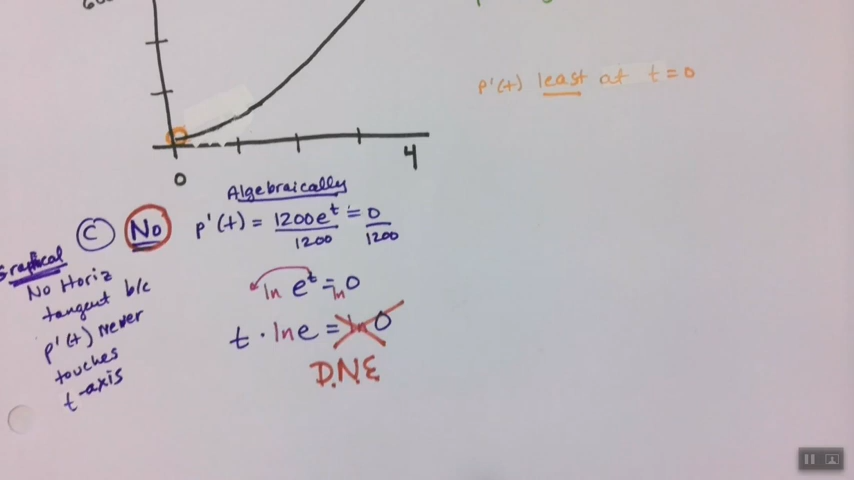 p'(t) least at t = 0
4
0
Algebraically
C No p'(t) = 1200e^t = 0
1200 1200
Graphical
No Horiz
tangent b/c
p'(t) never
touches
t-axis
ln e^t = ln 0
t · ln e = ln 0
D.N.E